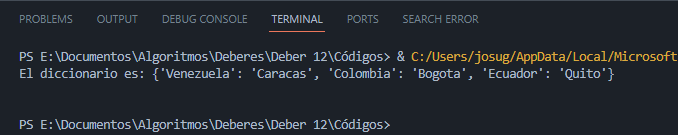 PROBLEMS OUTPUT DEBUG CONSOLE TERMINAL PORTS SEARCH ERROR
PS E:\Documentos\Algoritmos\Deberes\Deber 12\Códigos> & C:/Users/josug/AppData/Local/Microsoft
El diccionario es: {'Venezuela': 'Caracas', 'Colombia': 'Bogota', 'Ecuador': 'Quito'}
PS E:\Documentos\Algoritmos\Deberes\Deber 12\Códigos>